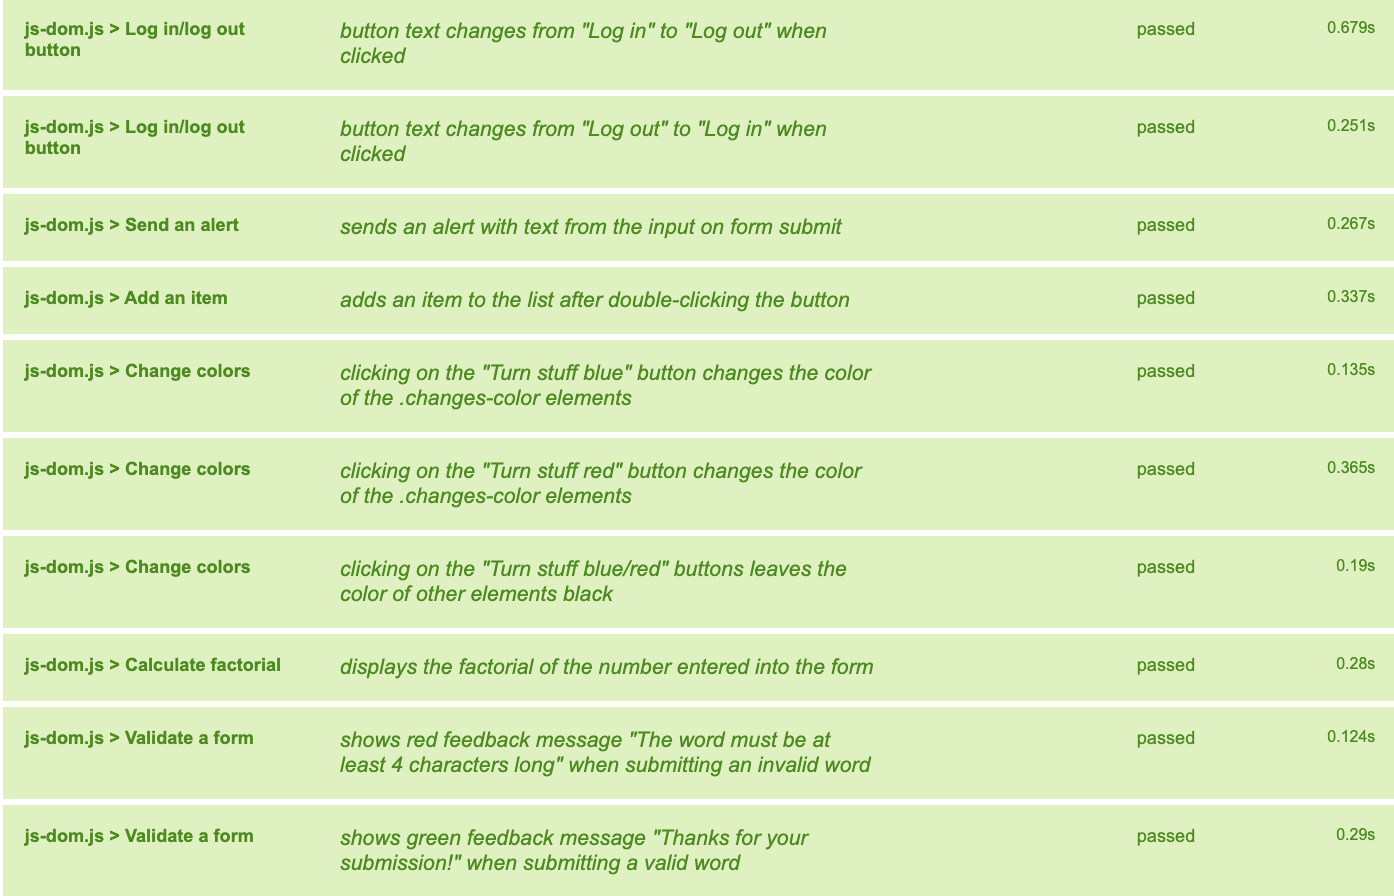 js-dom.js > Log in/log out
button
button text changes from "Log in" to "Log out" when
clicked
passed
0.679s
js-dom.js > Log in/log out
button
button text changes from "Log out" to "Log in" when
clicked
passed
0.251s
js-dom.js > Send an alert
sends an alert with text from the input on form submit
passed
0.267s
js-dom.js > Add an item
adds an item to the list after double-clicking the button
passed
0.337s
js-dom.js > Change colors
clicking on the "Turn stuff blue" button changes the color
of the .changes-color elements
passed
0.135s
js-dom.js > Change colors
clicking on the "Turn stuff red" button changes the color
of the .changes-color elements
passed
0.365s
js-dom.js > Change colors
clicking on the "Turn stuff blue/red" buttons leaves the
color of other elements black
passed
0.19s
js-dom.js > Calculate factorial
displays the factorial of the number entered into the form
passed
0.28s
js-dom.js > Validate a form
shows red feedback message "The word must be at
least 4 characters long" when submitting an invalid word
passed
0.124s
js-dom.js > Validate a form
shows green feedback message "Thanks for your
submission!" when submitting a valid word
passed
0.29s